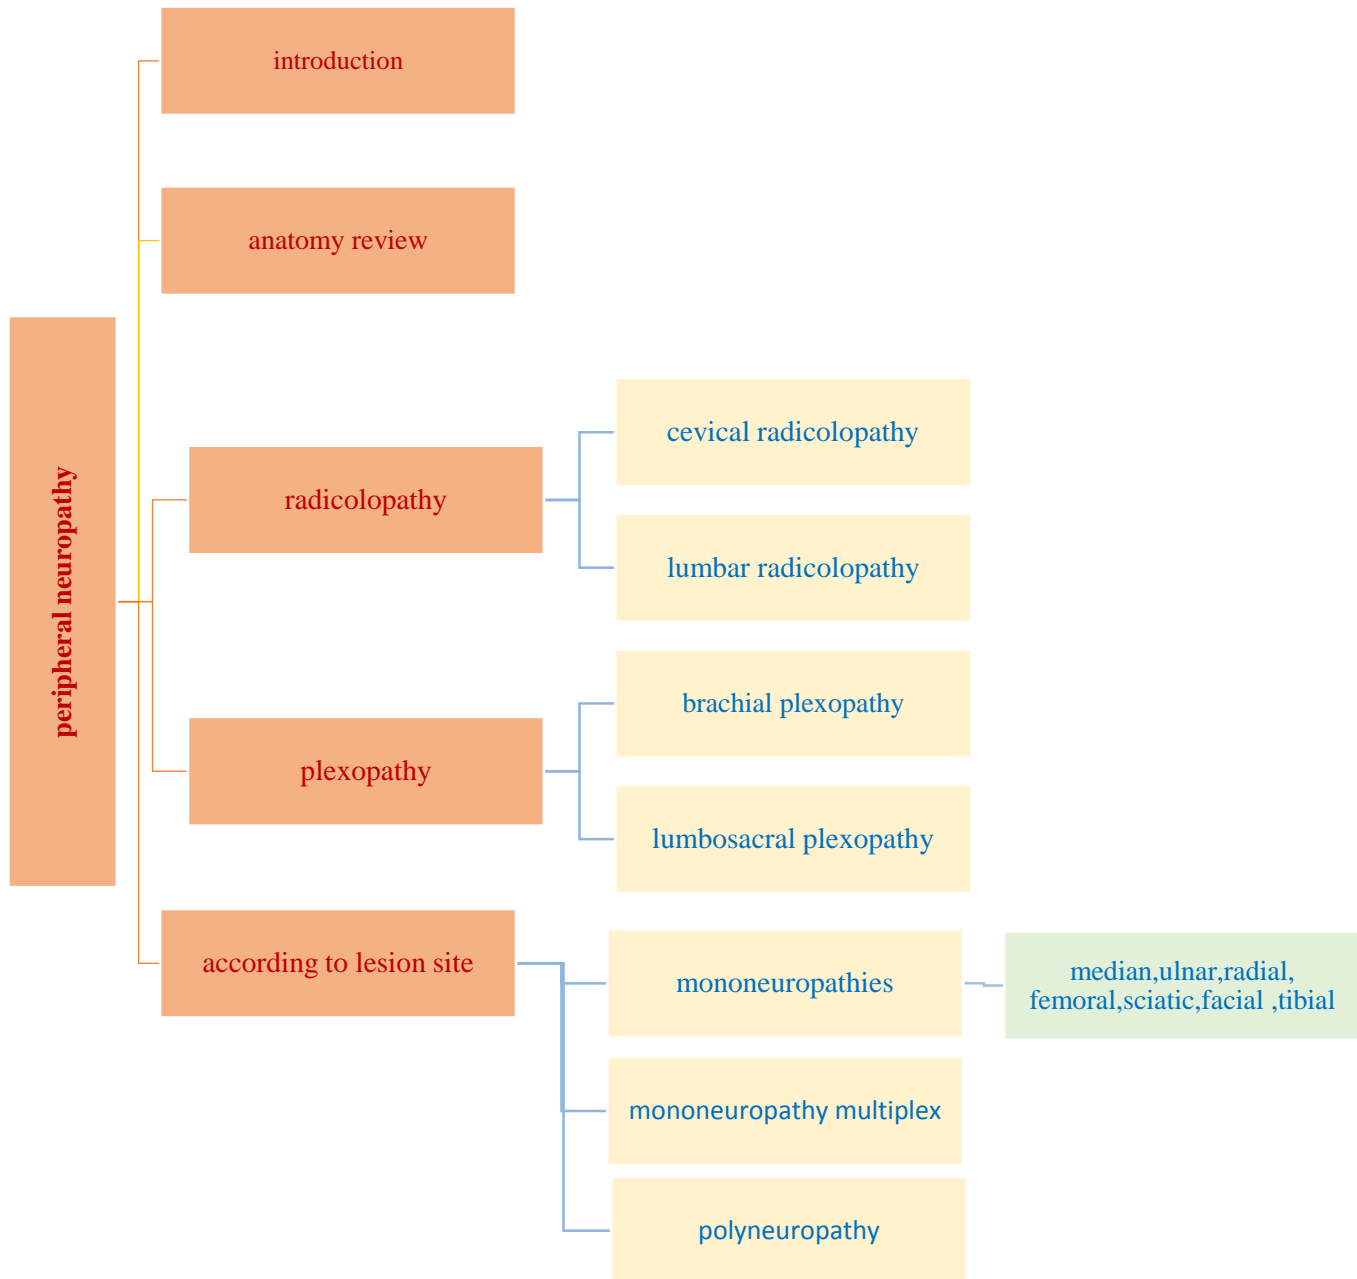 introduction
anatomy review
peripheral neuropathy
radicolopathy
cevical radicolopathy
lumbar radicolopathy
plexopathy
brachial plexopathy
lumbosacral plexopathy
according to lesion site
mononeuropathies
median,ulnar,radial,
femoral,sciatic,facial ,tibial
mononeuropathy multiplex
polyneuropathy